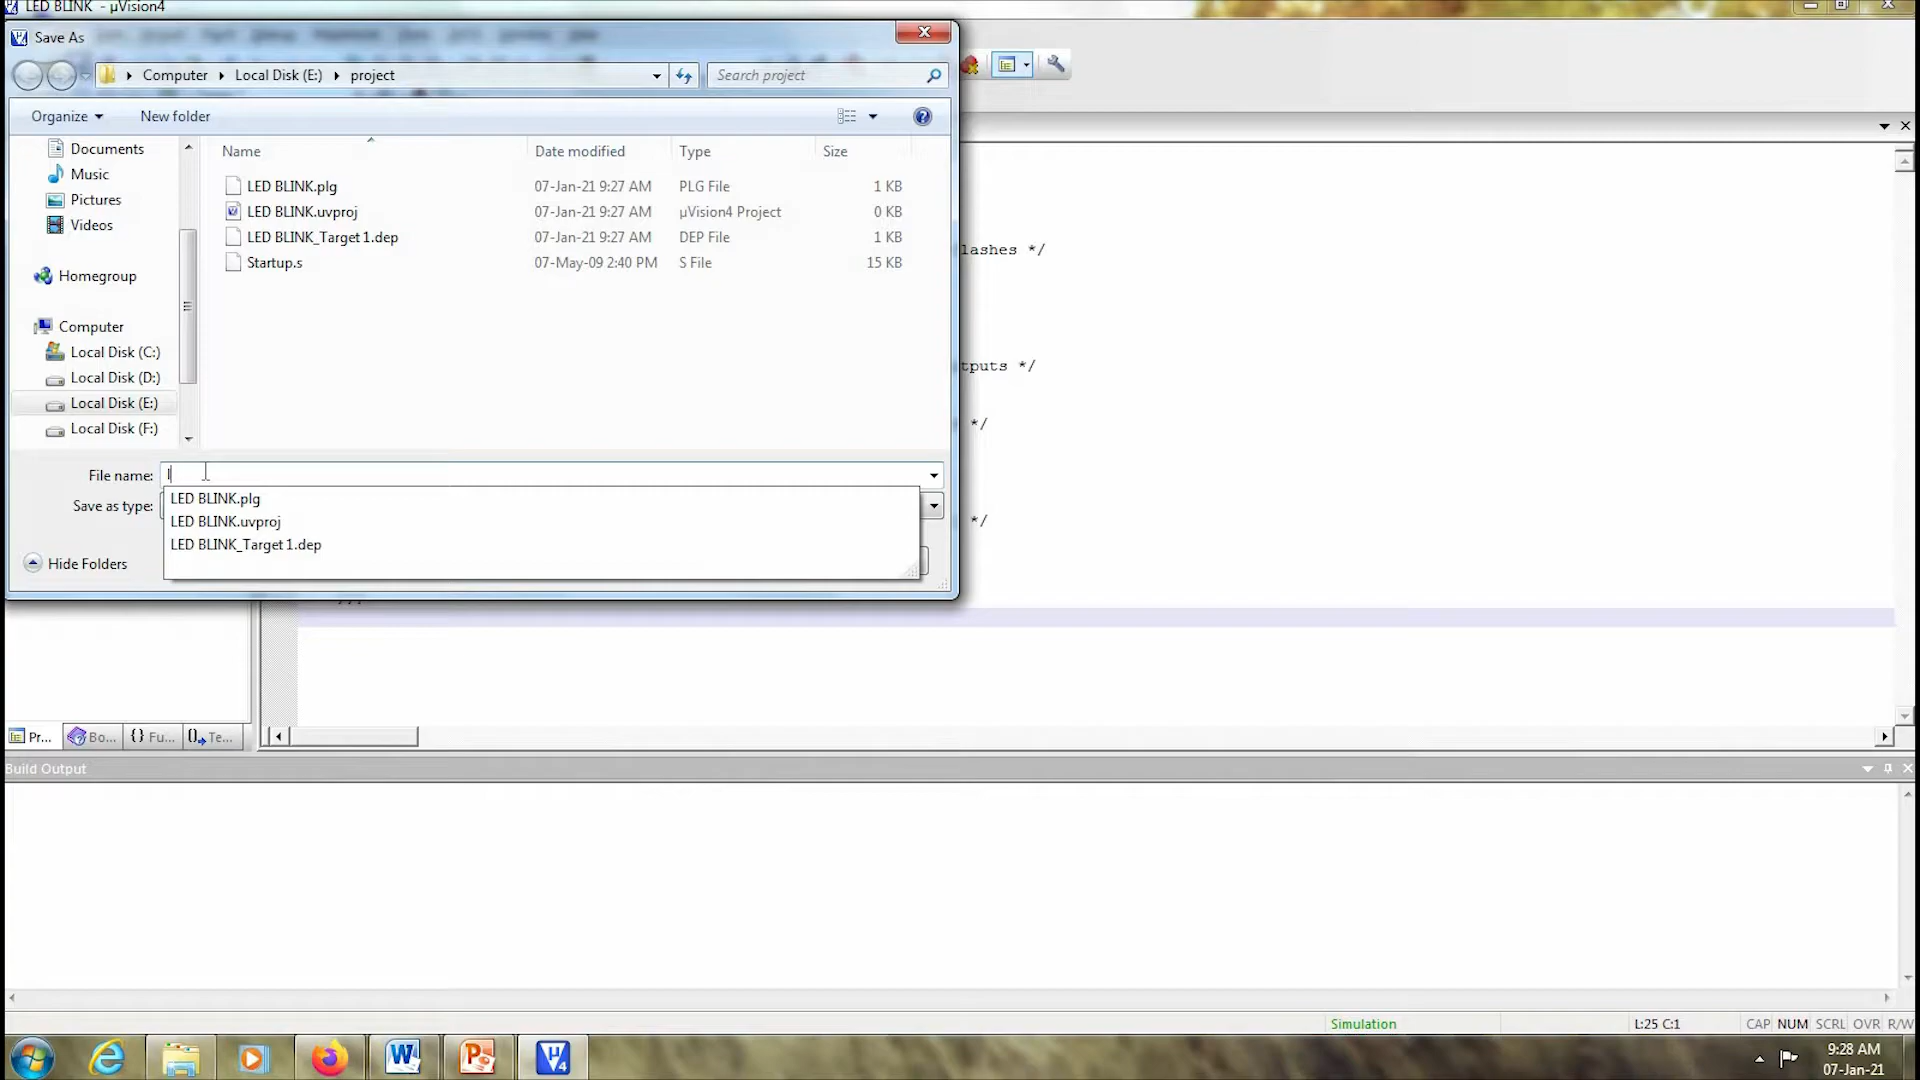 LED BLINK - µVision4
Save As
Computer
Local Disk (E:)
project
Search project
Organize
New folder
Name
Date modified
Type
Size
Documents
Music
Pictures
Videos
Homegroup
Computer
Local Disk (C:)
Local Disk (D:)
Local Disk (E:)
Local Disk (F:)
LED BLINK.plg 07-Jan-21 9:27 AM PLG File 1 KB
LED BLINK.uvproj 07-Jan-21 9:27 AM µVision4 Project 0 KB
LED BLINK_Target 1.dep 07-Jan-21 9:27 AM DEP File 1 KB
Startup.s 07-May-09 2:40 PM S File 15 KB
File name: l
LED BLINK.plg
LED BLINK.uvproj
LED BLINK_Target 1.dep
Save as type:
Hide Folders
lashes */
tputs */
*/
*/
Pr...
Bo...
{} Fu...
Te...
Build Output
Simulation
L:25 C:1
CAP NUM SCRL OVR R/W
9:28 AM
07-Jan-21